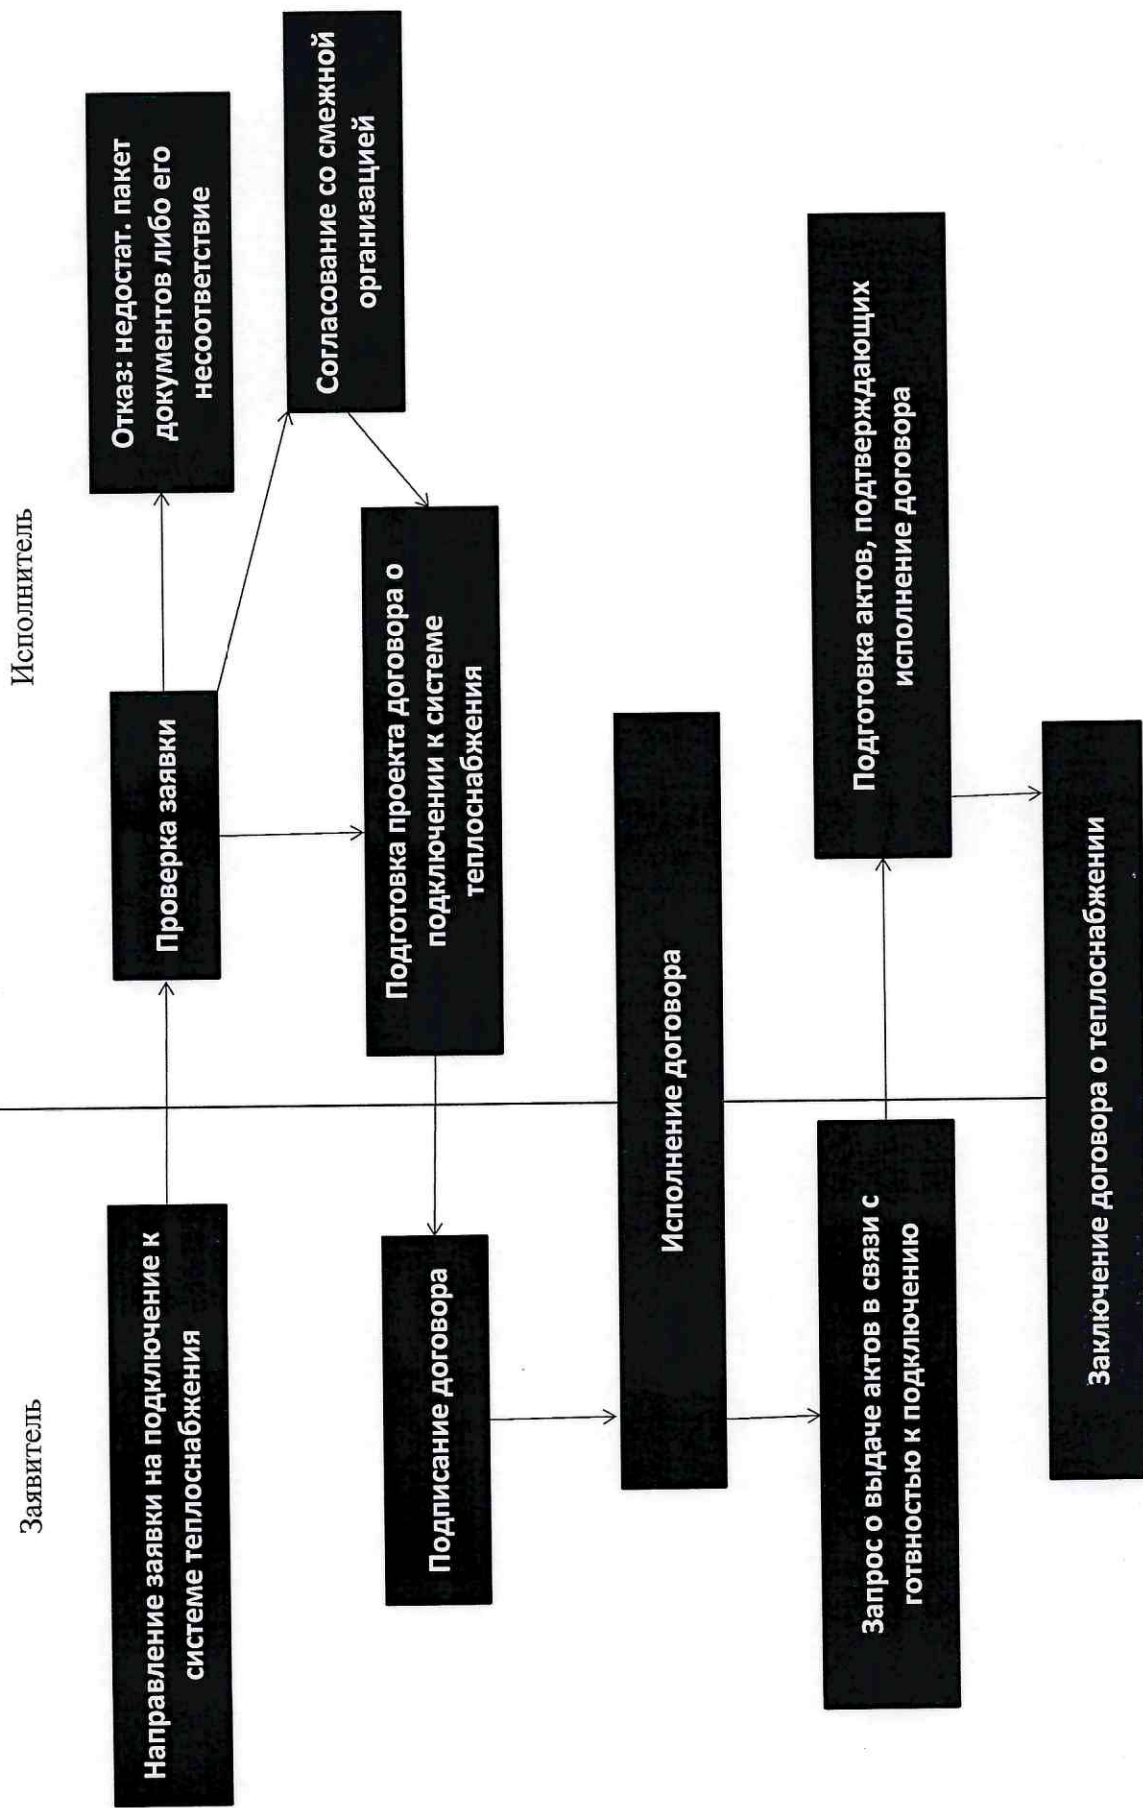 Заявитель
Исполнитель
Направление заявки на подключение к
системе теплоснабжения
Проверка заявки
Отказ: недостат. пакет
документов либо его
несоответствие
Согласование со смежной
организацией
Подготовка проекта договора о
подключении к системе
теплоснабжения
Подписание договора
Исполнение договора
Запрос о выдаче актов в связи с
готвностью к подключению
Подготовка актов, подтверждающих
исполнение договора
Заключение договора о теплоснабжении